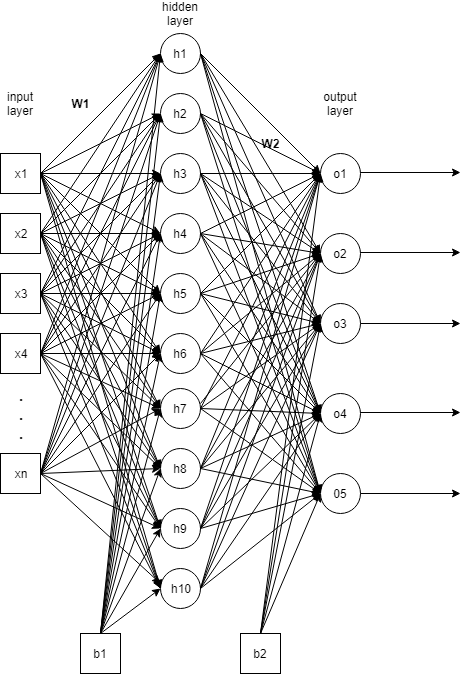 hidden
layer
h1
input
layer
W1
output
layer
h2
W2
x1
h3
o1
x2
h4
o2
x3
h5
o3
x4
h6
.
.
.
h7
o4
xn
h8
05
h9
h10
b1
b2